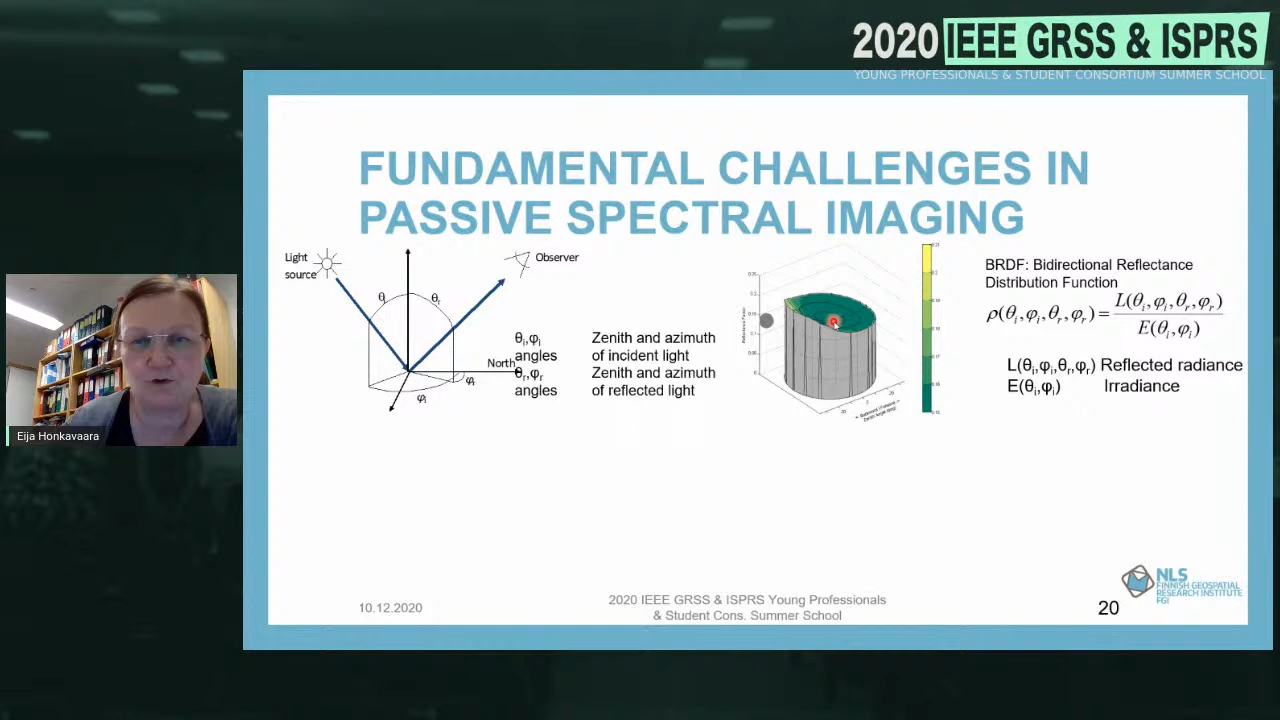 2020 IEEE GRSS & ISPRS
YOUNG PROFESSIONALS & STUDENT CONSORTIUM SUMMER SCHOOL
FUNDAMENTAL CHALLENGES IN
PASSIVE SPECTRAL IMAGING
Light
source
Observer
θi
θr
North
φr
φi
θi,φi Zenith and azimuth
angles of incident light
θr,φr Zenith and azimuth
angles of reflected light
BRDF: Bidirectional Reflectance
Distribution Function
ρ(θi,φi,θr,φr) = L(θi,φi,θr,φr) / E(θi,φi)
L(θi,φi,θr,φr) Reflected radiance
E(θi,φi) Irradiance
Eija Honkavaara
NLS
FINNISH GEOSPATIAL
RESEARCH INSTITUTE
FGI
10.12.2020
2020 IEEE GRSS & ISPRS Young Professionals
& Student Cons. Summer School
20